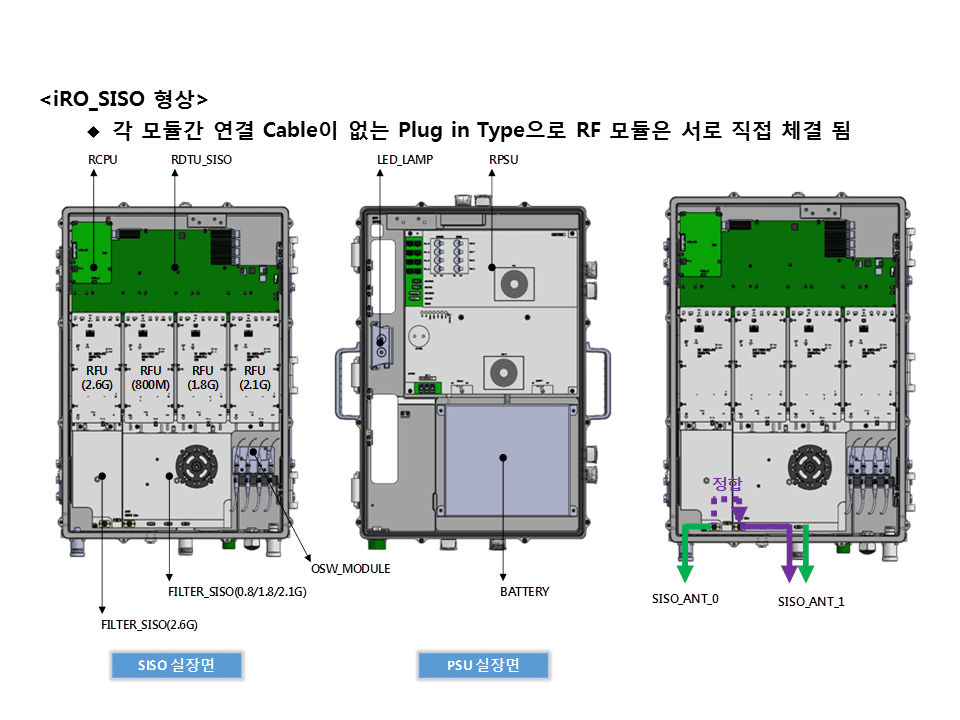 <iRO_SISO 형상>
◆ 각 모듈간 연결 Cable이 없는 Plug in Type으로 RF 모듈은 서로 직접 체결 됨
RCPU
RDTU_SISO
LED_LAMP
RPSU
RFU
(2.6G)
RFU
(800M)
RFU
(1.8G)
RFU
(2.1G)
정합
OSW_MODULE
FILTER_SISO(0.8/1.8/2.1G)
FILTER_SISO(2.6G)
BATTERY
SISO_ANT_0
SISO_ANT_1
SISO 실장면
PSU 실장면